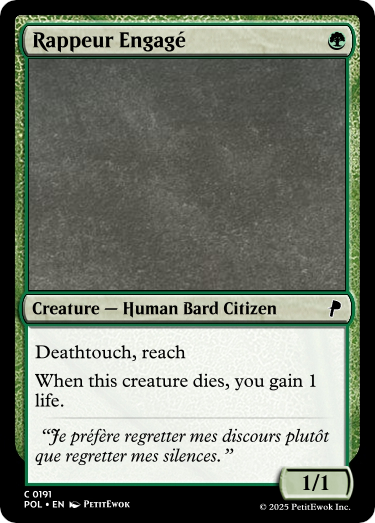 Rappeur Engagé
Creature — Human Bard Citizen
Deathtouch, reach
When this creature dies, you gain 1
life.
“Je préfère regretter mes discours plutôt
que regretter mes silences.”
1/1
C 0191
POL • EN PetitEwok
© 2025 PetitEwok Inc.